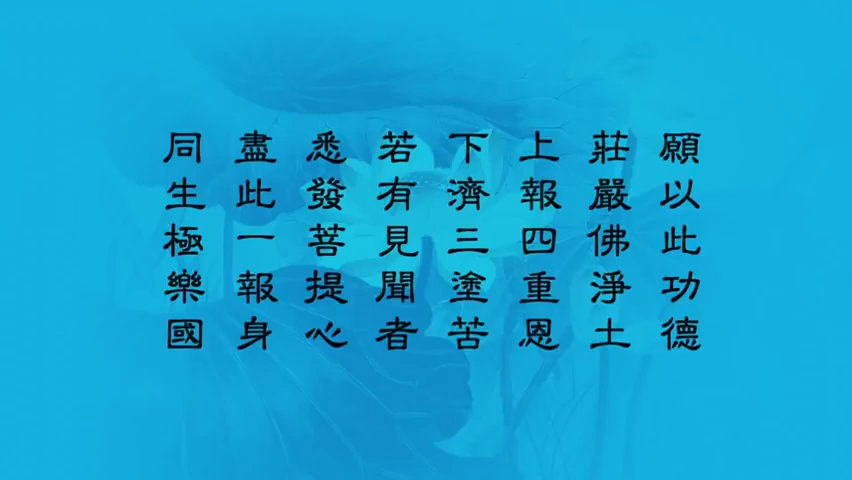 願以此功德
莊嚴佛淨土
上報四重恩
下濟三塗苦
若有見聞者
悉發菩提心
盡此一報身
同生極樂國